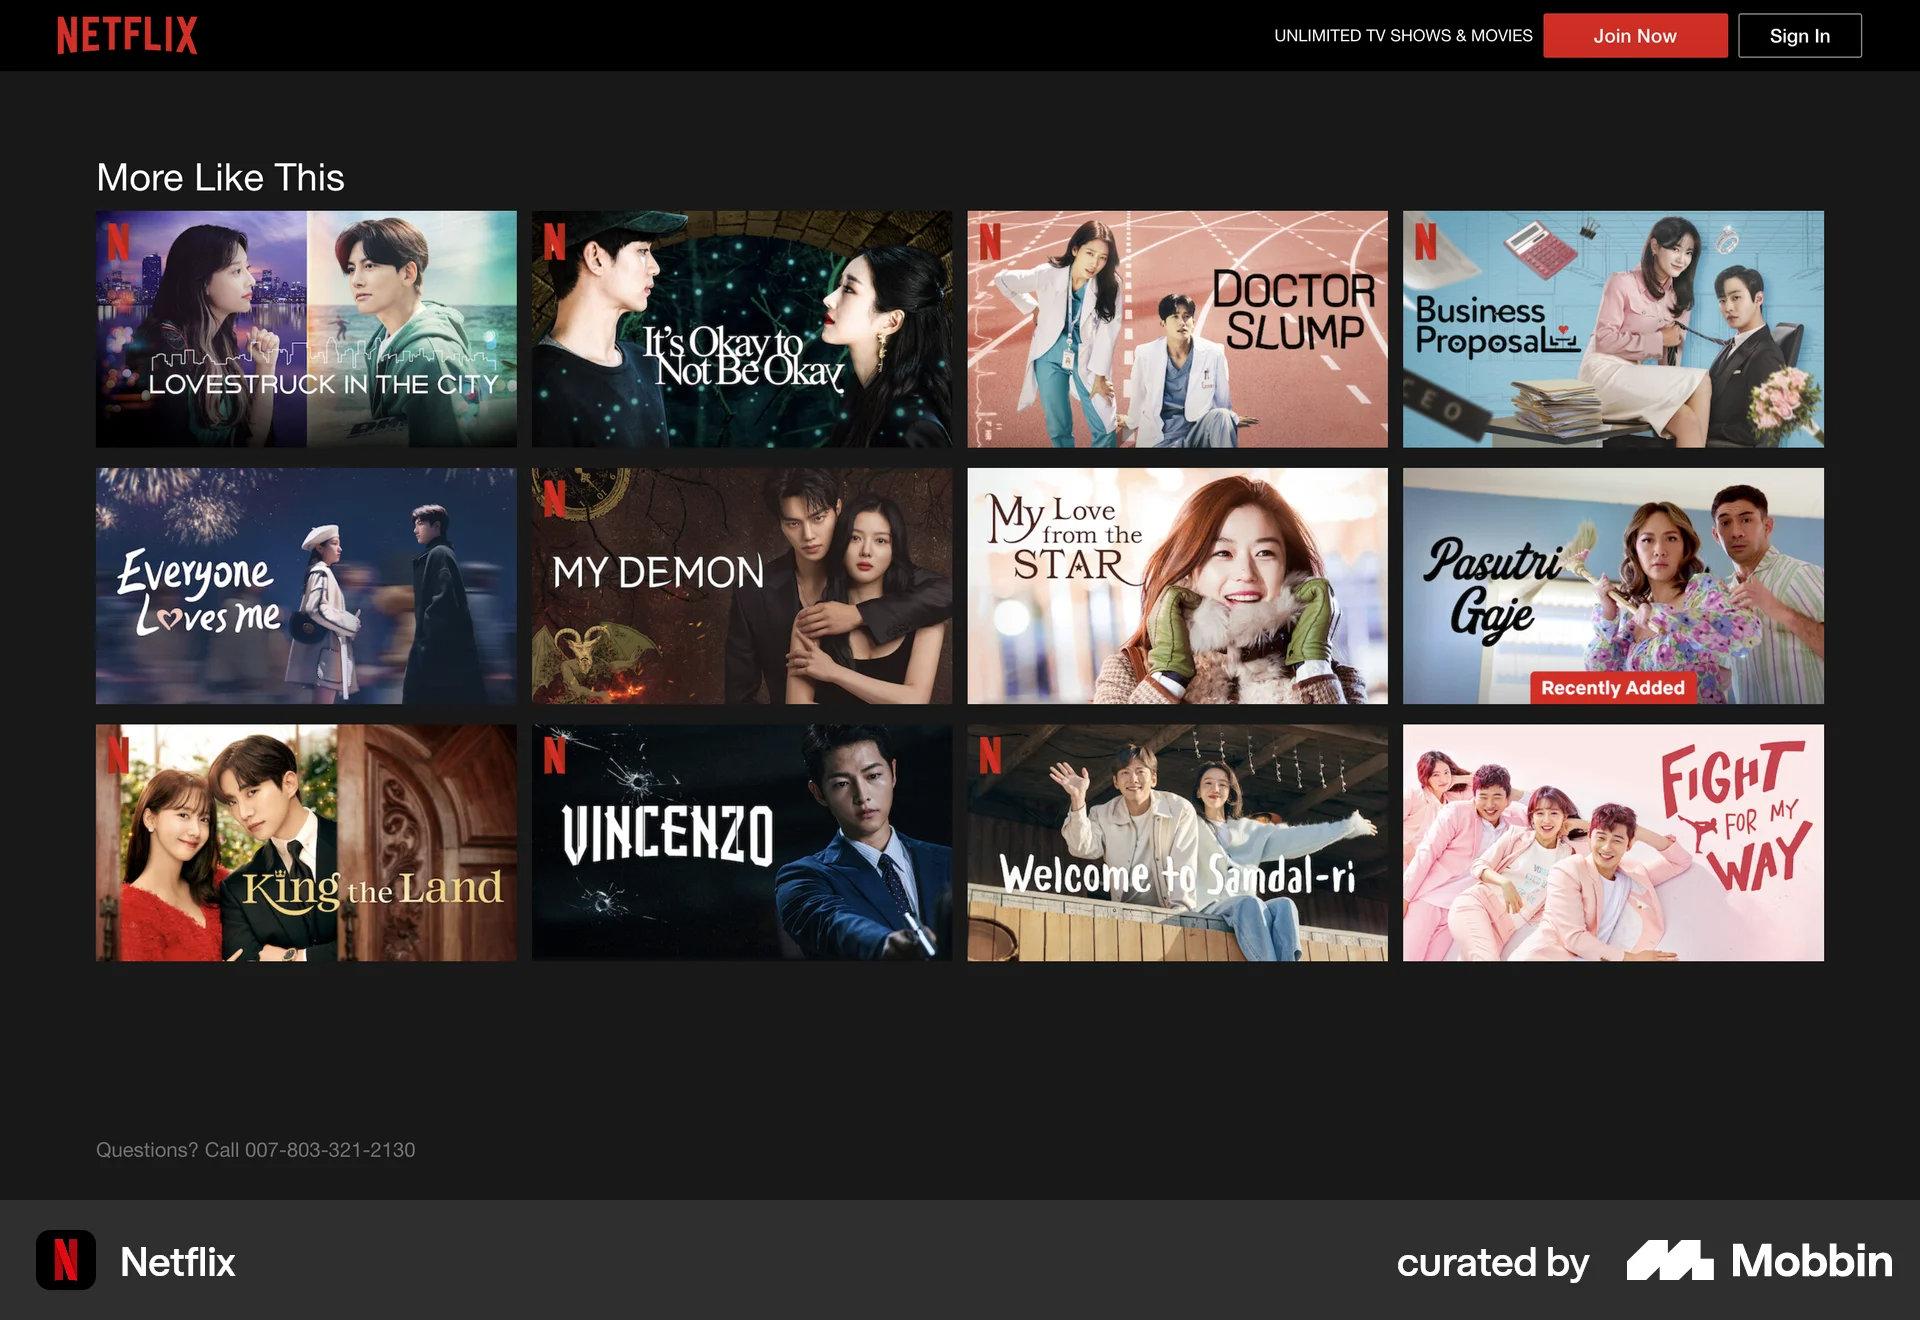 NETFLIX
UNLIMITED TV SHOWS & MOVIES
Join Now
Sign In
More Like This
N
LOVESTRUCK IN THE CITY
N
It's Okay to
Not Be Okay
N
DOCTOR
SLUMP
N
Business
Proposal
CEO
Everyone
Loves me
N
MY DEMON
My Love
from the
STAR
Pasutri
Gaje
Recently Added
N
King the Land
N
VINCENZO
N
Welcome to Samdal-ri
FIGHT
FOR MY
WAY
Questions? Call 007-803-321-2130
N
Netflix
curated by
Mobbin